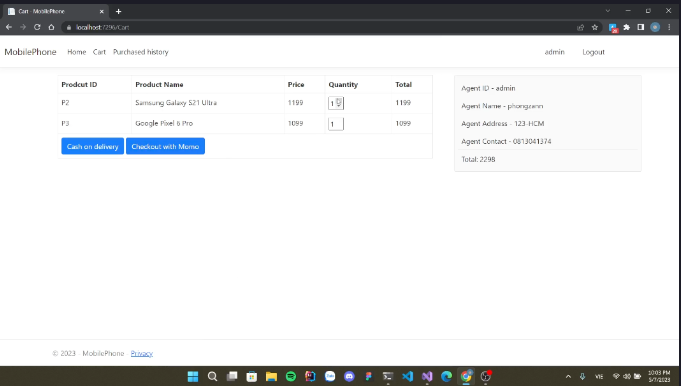 Cart - MobilePhone
localhost:7296/Cart
MobilePhone Home Cart Purchased history admin Logout
Prodcut ID Product Name Price Quantity Total
P2 Samsung Galaxy S21 Ultra 1199 1 1199
P3 Google Pixel 6 Pro 1099 1 1099
Cash on delivery Checkout with Momo
Agent ID - admin
Agent Name - phongzann
Agent Address - 123-HCM
Agent Contact - 0813041374
Total: 2298
© 2023 - MobilePhone - Privacy
VIE
10:03 PM
5/7/2023